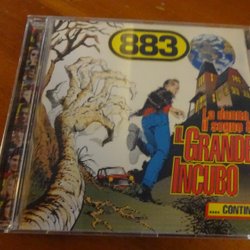 883
La donna
il sogno &
IL GRANDE
INCUBO
.... CONTIN